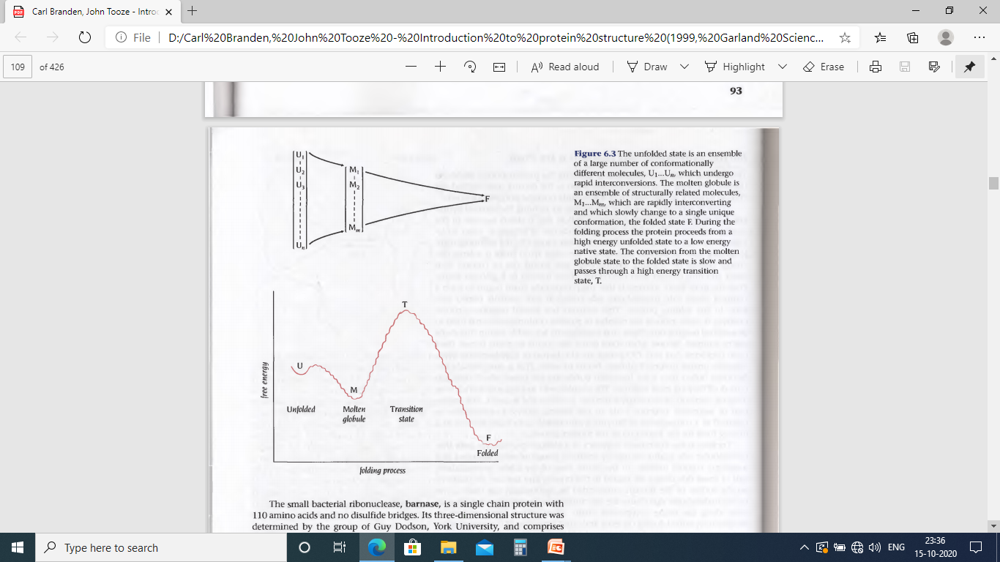 Carl Branden, John Tooze - Introd
File
D:/Carl%20Branden,%20John%20Tooze%20-%20Introduction%20to%20protein%20structure%20(1999,%20Garland%20Scienc...
109 of 426
Read aloud
Draw
Highlight
Erase
93
U1
U2
U3
Un
M1
M2
Mm
F
Figure 6.3 The unfolded state is an ensemble
of a large number of conformationally
different molecules, U1...Un, which undergo
rapid interconversions. The molten globule is
an ensemble of structurally related molecules,
M1...Mm, which are rapidly interconverting
and which slowly change to a single unique
conformation, the folded state F. During the
folding process the protein proceeds from a
high energy unfolded state to a low energy
native state. The conversion from the molten
globule state to the folded state is slow and
passes through a high energy transition
state, T.
free energy
T
U
M
Unfolded
Molten
globule
Transition
state
F
Folded
folding process
The small bacterial ribonuclease, barnase, is a single chain protein with
110 amino acids and no disulfide bridges. Its three-dimensional structure was
determined by the group of Guy Dodson, York University, and comprises
Type here to search
ENG
23:36
15-10-2020